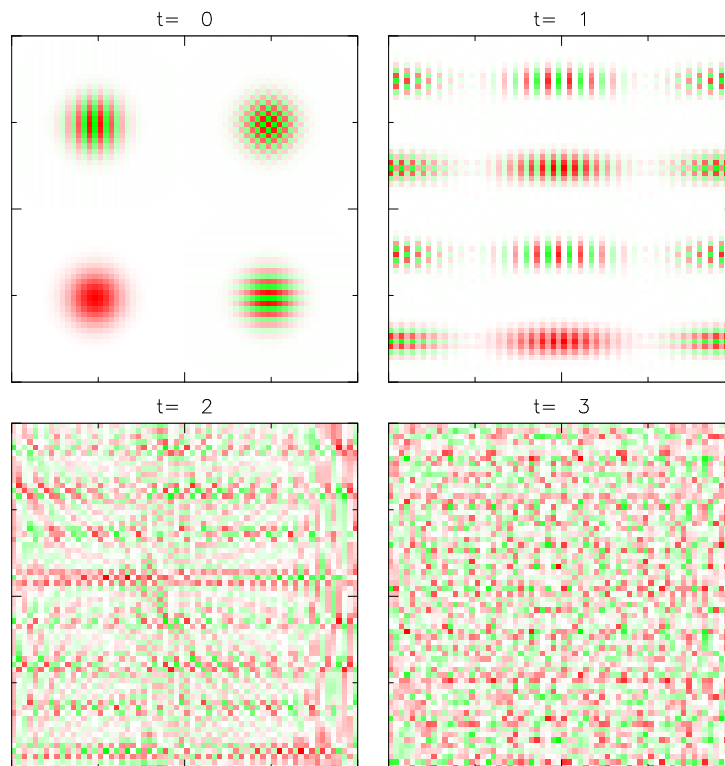 t= 0
t= 1
t= 2
t= 3